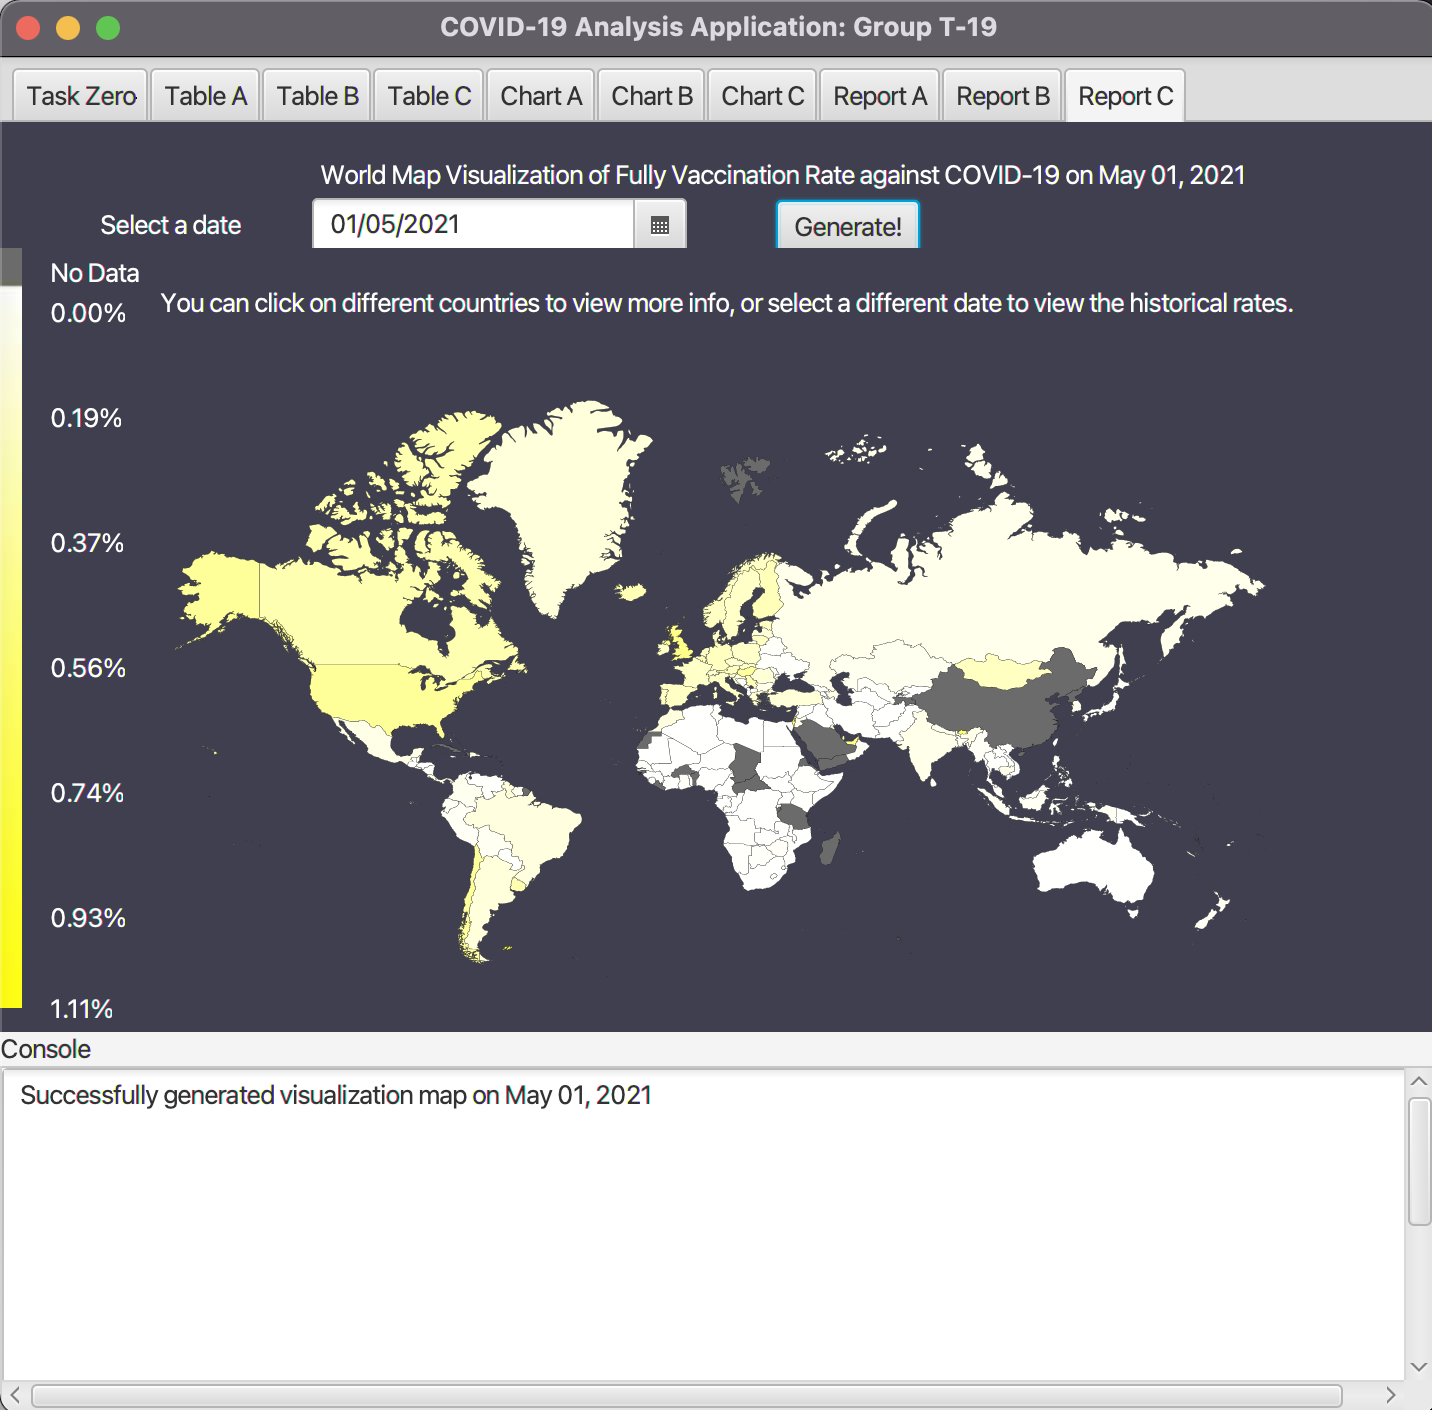 COVID-19 Analysis Application: Group T-19
Task Zero
Table A
Table B
Table C
Chart A
Chart B
Chart C
Report A
Report B
Report C
World Map Visualization of Fully Vaccination Rate against COVID-19 on May 01, 2021
Select a date
01/05/2021
Generate!
No Data
You can click on different countries to view more info, or select a different date to view the historical rates.
0.00%
0.19%
0.37%
0.56%
0.74%
0.93%
1.11%
Console
Successfully generated visualization map on May 01, 2021